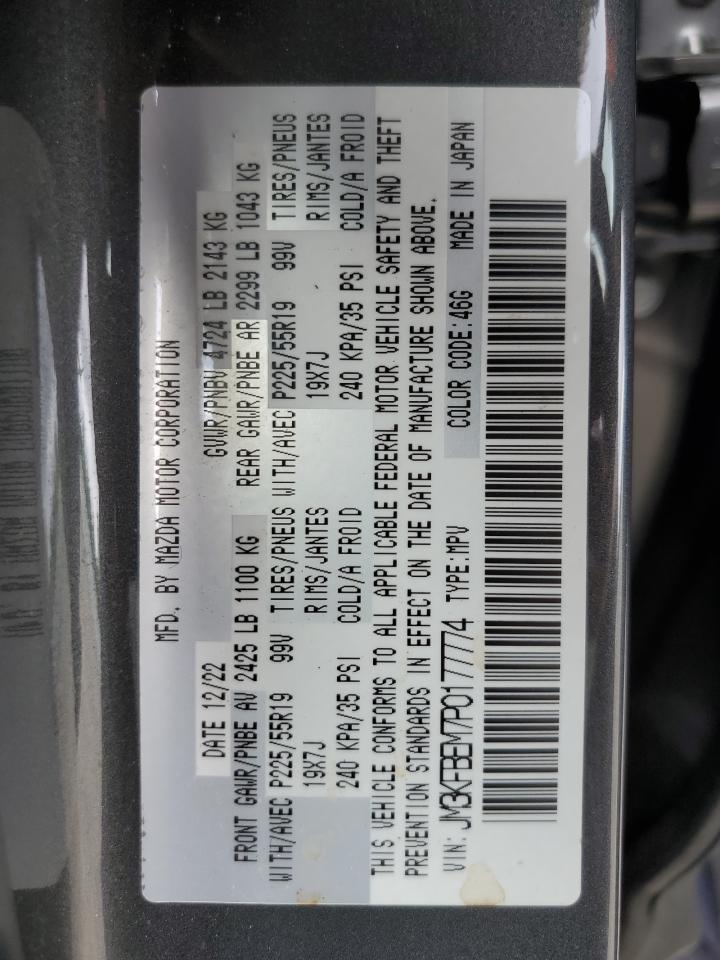 MFD. BY MAZDA MOTOR CORPORATION
DATE 12/22 GVWR/PNBV 4724 LB 2143 KG
FRONT GAWR/PNBE AV 2425 LB 1100 KG REAR GAWR/PNBE AR 2299 LB 1043 KG
WITH/AVEC P225/55R19 99V TIRES/PNEUS WITH/AVEC P225/55R19 99V TIRES/PNEUS
19X7J RIMS/JANTES 19X7J RIMS/JANTES
240 KPA/35 PSI COLD/A FROID 240 KPA/35 PSI COLD/A FROID
THIS VEHICLE CONFORMS TO ALL APPLICABLE FEDERAL MOTOR VEHICLE SAFETY AND THEFT
PREVENTION STANDARDS IN EFFECT ON THE DATE OF MANUFACTURE SHOWN ABOVE.
VIN: JM3KFBEM7P0177774 TYPE:MPV COLOR CODE:46G MADE IN JAPAN